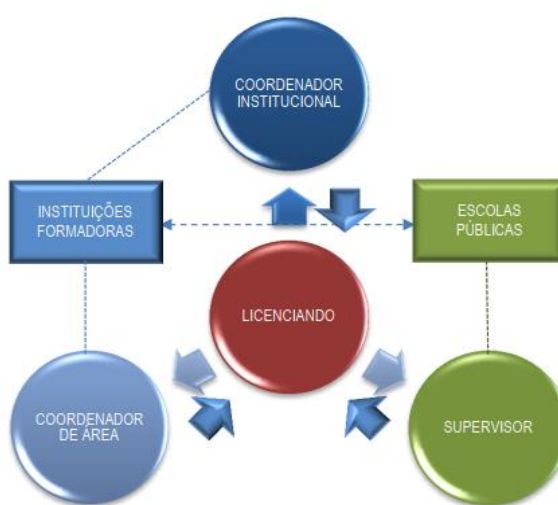 COORDENADOR
INSTITUCIONAL
INSTITUIÇÕES
FORMADORAS
ESCOLAS
PÚBLICAS
LICENCIANDO
COORDENADOR
DE ÁREA
SUPERVISOR